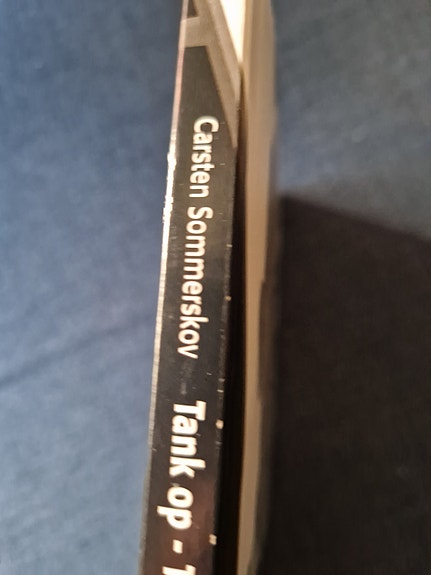 Carsten Sommerskov Tank op -